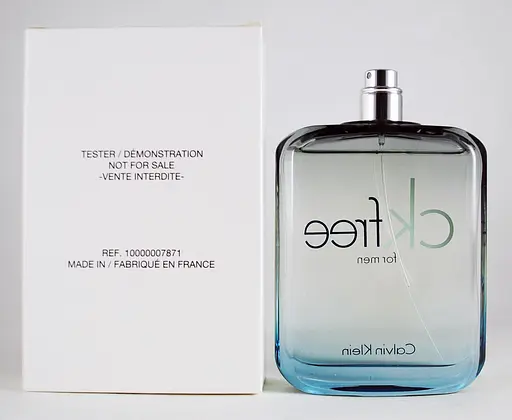 TESTER / DÉMONSTRATION
NOT FOR SALE
-VENTE INTERDITE-
REF. 10000007871
MADE IN / FABRIQUÉ EN FRANCE
ck free
for men
Calvin Klein